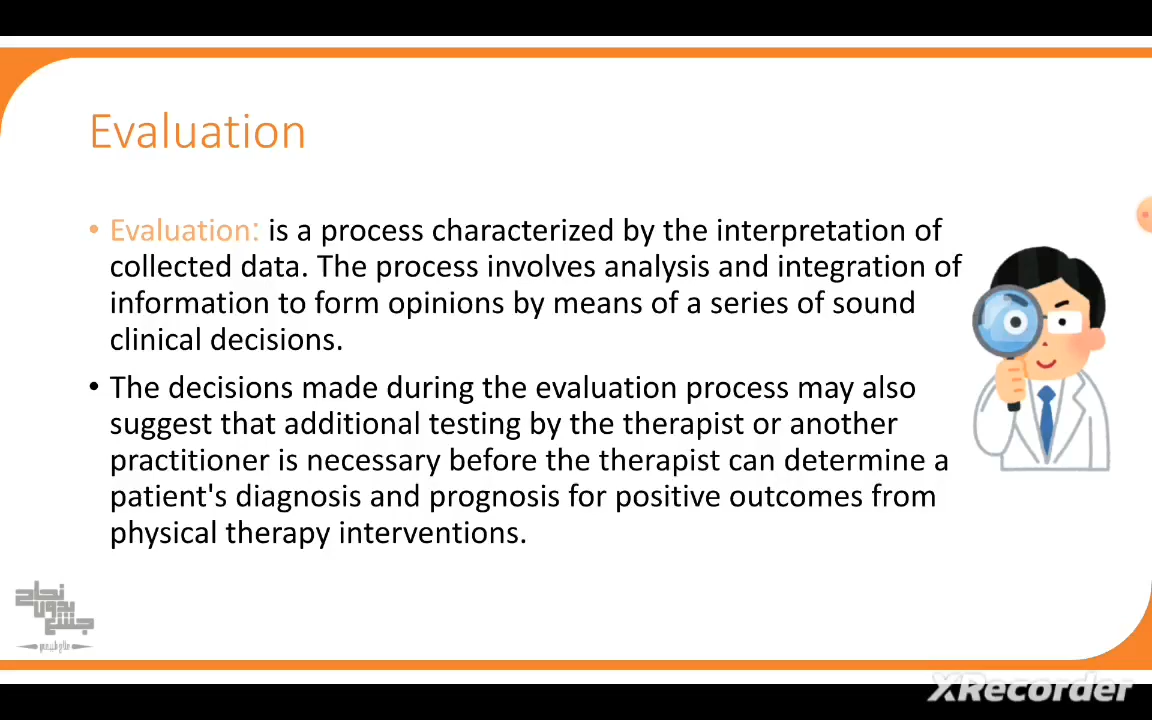 Evaluation
• Evaluation: is a process characterized by the interpretation of
collected data. The process involves analysis and integration of
information to form opinions by means of a series of sound
clinical decisions.
• The decisions made during the evaluation process may also
suggest that additional testing by the therapist or another
practitioner is necessary before the therapist can determine a
patient's diagnosis and prognosis for positive outcomes from
physical therapy interventions.
نجاح
بدون
جشع
XRecorder